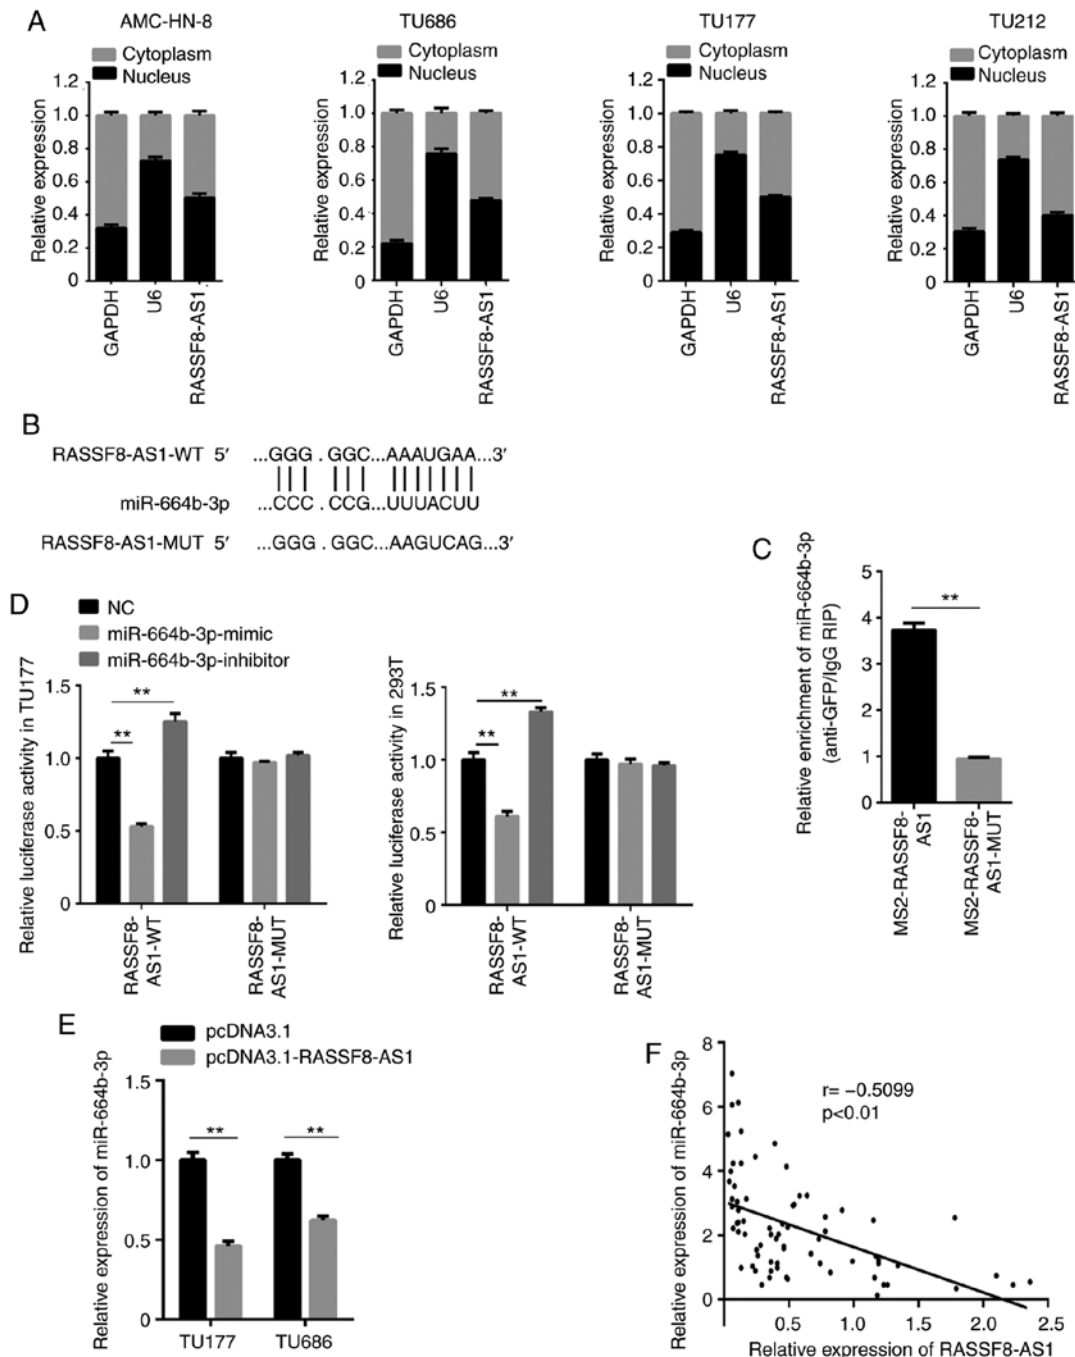 A
AMC-HN-8
Cytoplasm
Nucleus
Relative expression
1.2
1.0
0.8
0.6
0.4
0.2
0
GAPDH
U6
RASSF8-AS1
TU686
Cytoplasm
Nucleus
Relative expression
1.2
1.0
0.8
0.6
0.4
0.2
0
GAPDH
U6
RASSF8-AS1
TU177
Cytoplasm
Nucleus
Relative expression
1.2
1.0
0.8
0.6
0.4
0.2
0
GAPDH
U6
RASSF8-AS1
TU212
Cytoplasm
Nucleus
Relative expression
1.2
1.0
0.8
0.6
0.4
0.2
0
GAPDH
U6
RASSF8-AS1
B
RASSF8-AS1-WT 5′ ...GGG . GGC...AAAUGAA...3′
miR-664b-3p ...CCC . CCG...UUUACUU
RASSF8-AS1-MUT 5′ ...GGG . GGC...AAGUCAG...3′
C
Relative enrichment of miR-664b-3p
(anti-GFP/IgG RIP)
5
4
3
2
1
0
**
MS2-RASSF8-
AS1
MS2-RASSF8-
AS1-MUT
D
NC
miR-664b-3p-mimic
miR-664b-3p-inhibitor
Relative luciferase activity in TU177
1.5
1.0
0.5
0
**
**
RASSF8-
AS1-WT
RASSF8-
AS1-MUT
Relative luciferase activity in 293T
1.5
1.0
0.5
0
**
**
RASSF8-
AS1-WT
RASSF8-
AS1-MUT
E
pcDNA3.1
pcDNA3.1-RASSF8-AS1
Relative expression of miR-664b-3p
1.5
1.0
0.5
0
**
**
TU177
TU686
F
Relative expression of miR-664b-3p
8
6
4
2
0
r= −0.5099
p<0.01
0.5
1.0
1.5
2.0
2.5
Relative expression of RASSF8-AS1